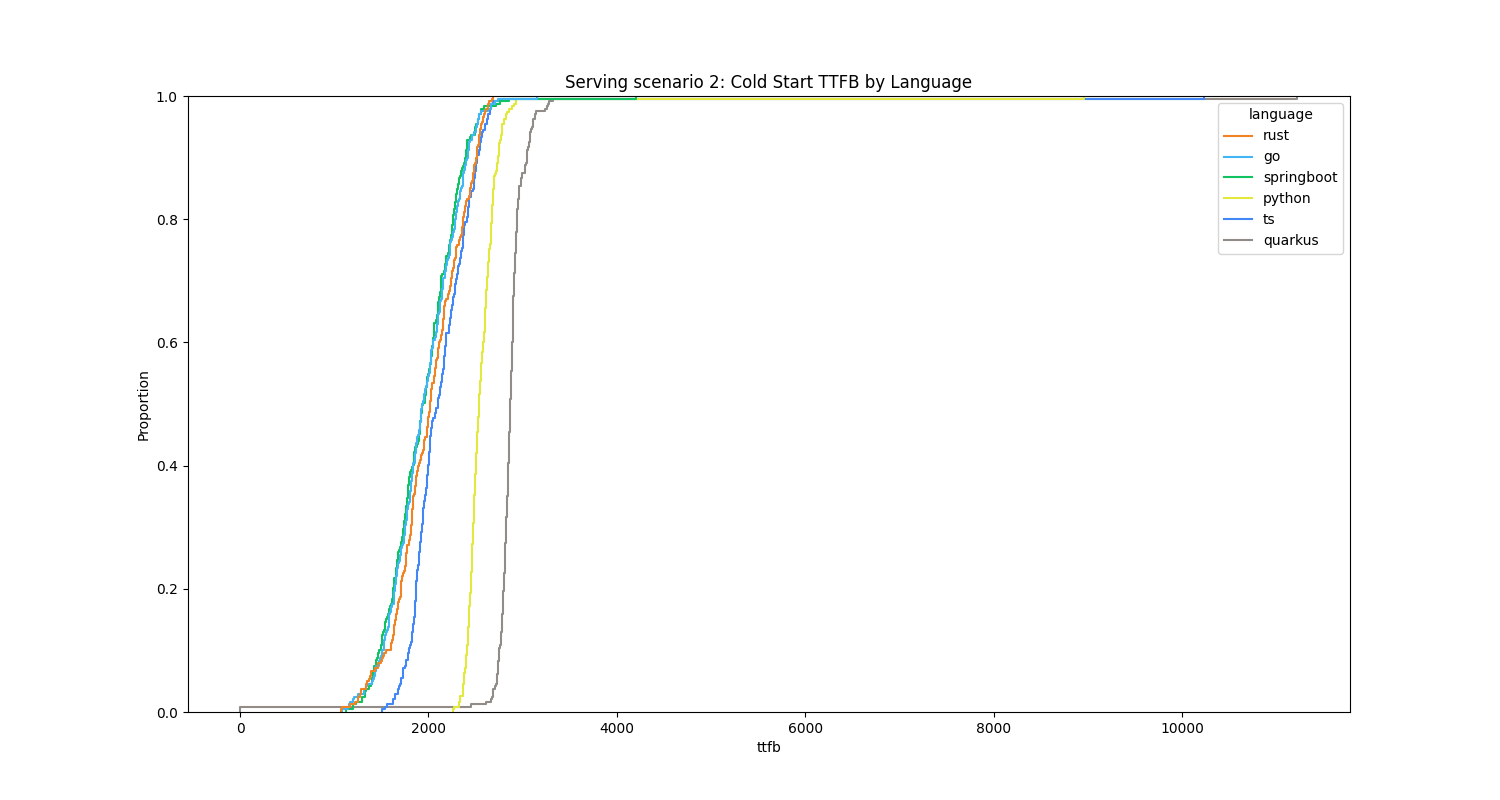 Serving scenario 2: Cold Start TTFB by Language
1.0
0.8
0.6
0.4
0.2
0.0
Proportion
0
2000
4000
6000
8000
10000
ttfb
language
rust
go
springboot
python
ts
quarkus